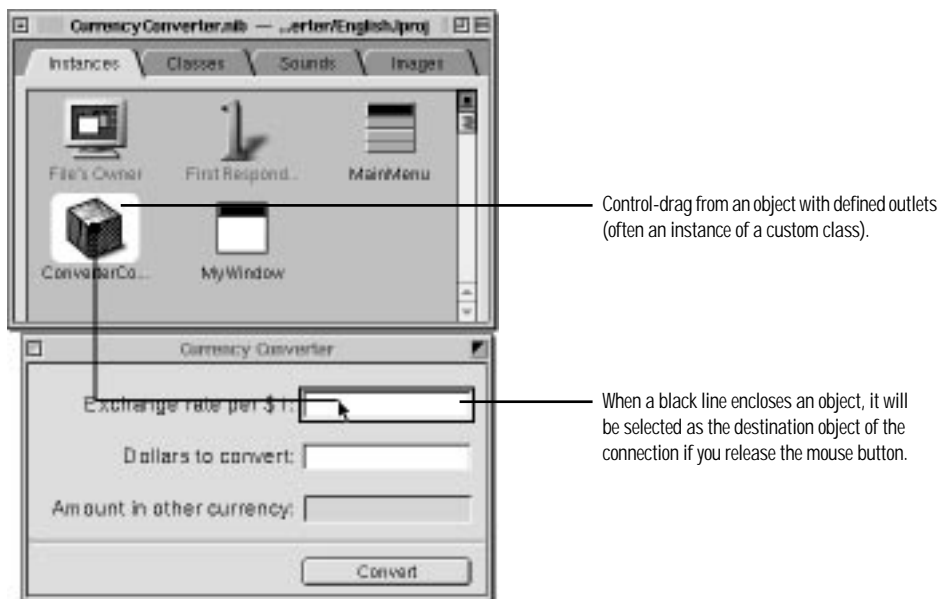 CurrencyConverter.nib — ...erter/English.lproj
Instances Classes Sounds Images
File's Owner First Respond... MainMenu
ConverterCo... MyWindow
Control-drag from an object with defined outlets
(often an instance of a custom class).
Currency Converter
Exchange rate per $1:
When a black line encloses an object, it will
be selected as the destination object of the
connection if you release the mouse button.
Dollars to convert:
Amount in other currency:
Convert